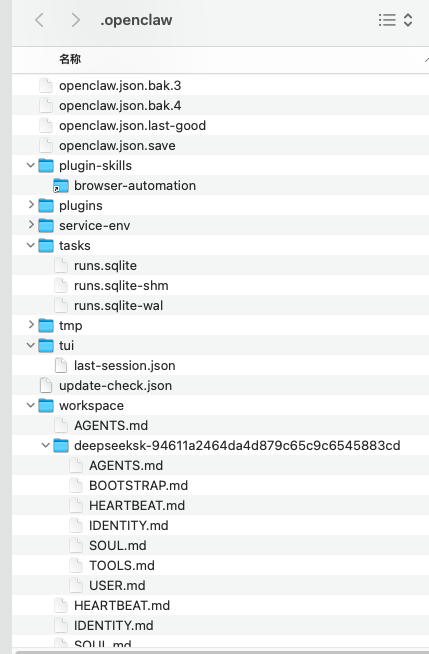 .openclaw
名称
openclaw.json.bak.3
openclaw.json.bak.4
openclaw.json.last-good
openclaw.json.save
plugin-skills
browser-automation
plugins
service-env
tasks
runs.sqlite
runs.sqlite-shm
runs.sqlite-wal
tmp
tui
last-session.json
update-check.json
workspace
AGENTS.md
deepseeksk-94611a2464da4d879c65c9c6545883cd
AGENTS.md
BOOTSTRAP.md
HEARTBEAT.md
IDENTITY.md
SOUL.md
TOOLS.md
USER.md
HEARTBEAT.md
IDENTITY.md
SOUL.md